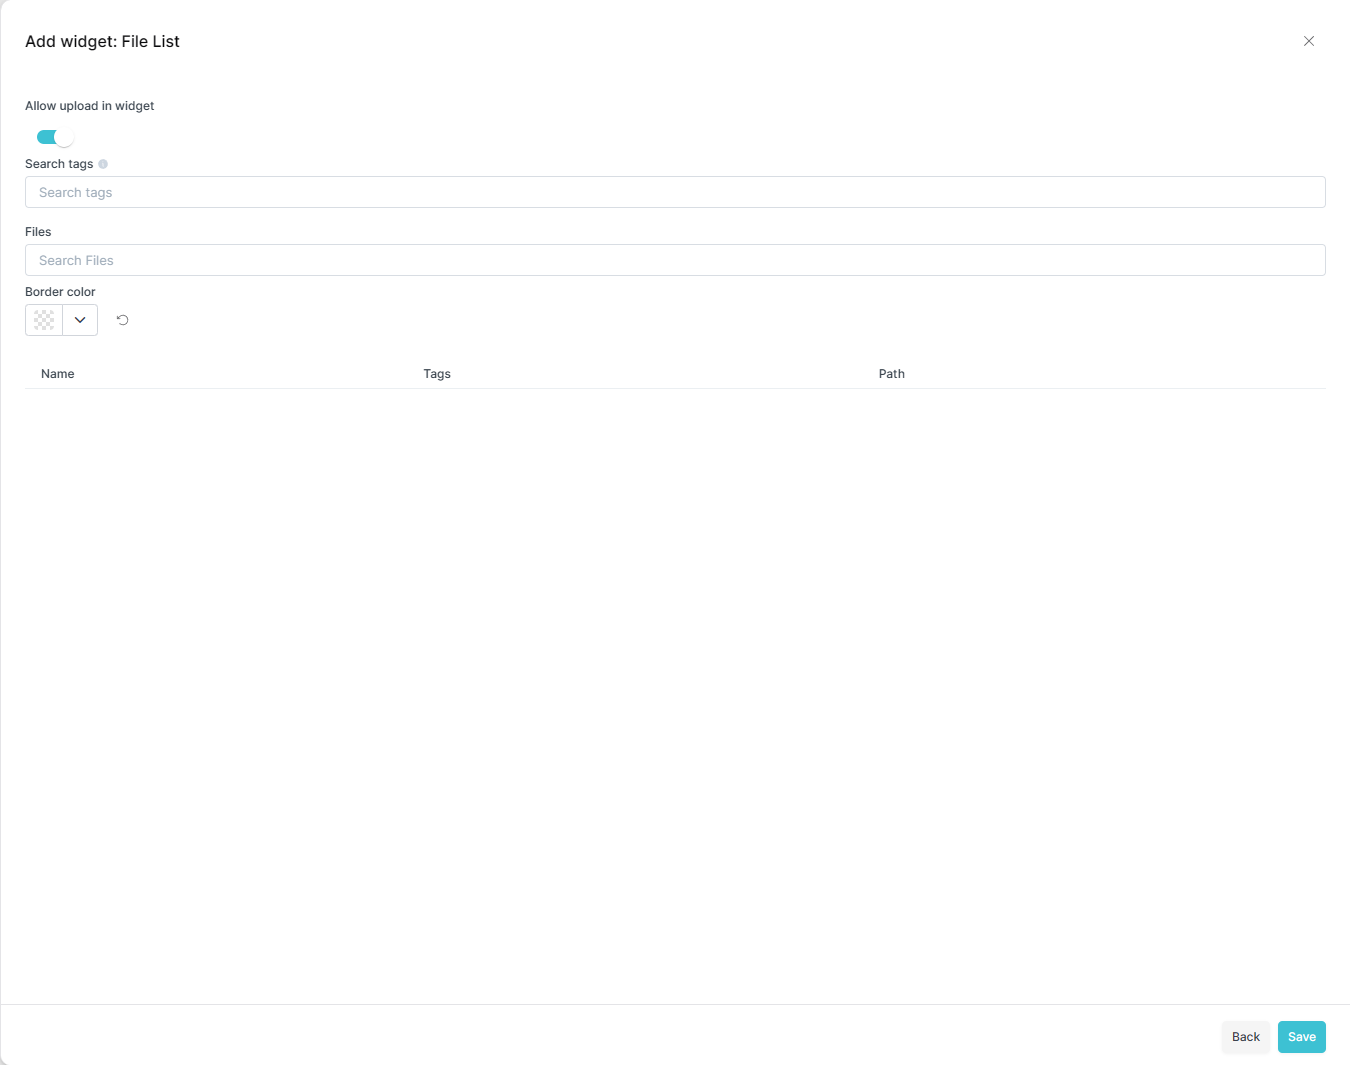 Add widget: File List
Allow upload in widget
Search tags
Search tags
Files
Search Files
Border color
Name Tags Path
Back Save